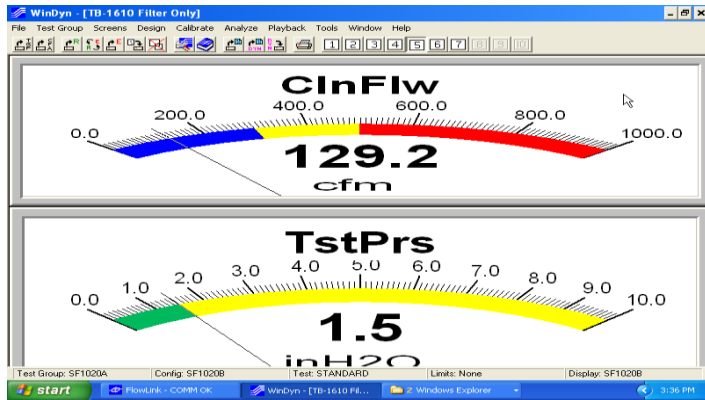 WinDyn - [TB-1610 Filter Only]
File Test Group Screens Design Calibrate Analyze Playback Tools Window Help
1 2 3 4 5 6 7 8 9 10
ClnFlw
0.0 200.0 400.0 600.0 800.0 1000.0
129.2
cfm
TstPrs
0.0 1.0 2.0 3.0 4.0 5.0 6.0 7.0 8.0 9.0 10.0
1.5
inH2O
Test Group: SF1020A Config: SF1020B Test: STANDARD Limits: None Display: SF1020B
start FlowLink - COMM OK WinDyn - [TB-1610 Fil... 2 Windows Explorer 3:36 PM